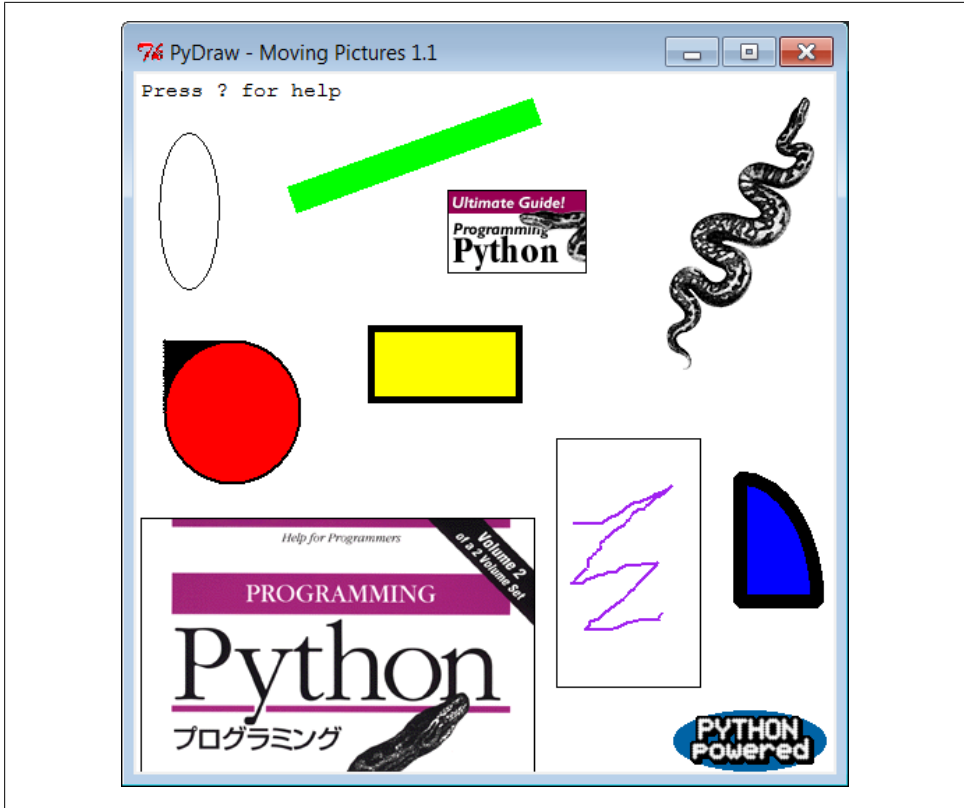 PyDraw - Moving Pictures 1.1
Press ? for help
Ultimate Guide!
Programming
Python
Help for Programmers
Volume 2
of a 2 Volume Set
PROGRAMMING
Python
プログラミング
PYTHON
powered